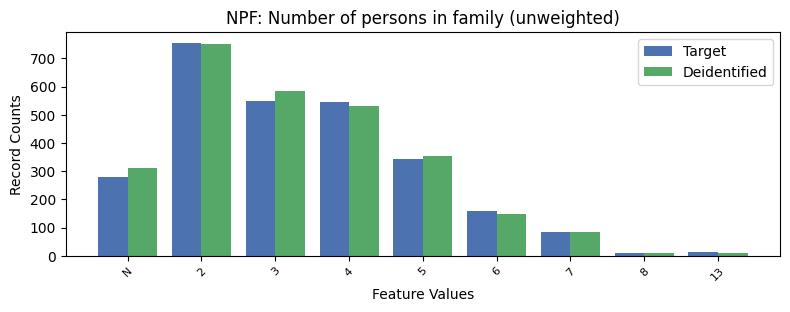 NPF: Number of persons in family (unweighted)
Target
Deidentified
Record Counts
700
600
500
400
300
200
100
0
N 2 3 4 5 6 7 8 13
Feature Values